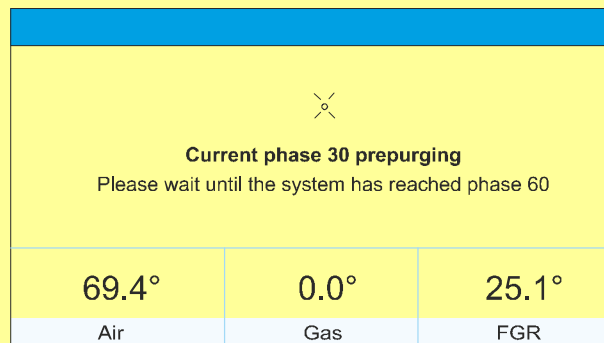 Current phase 30 prepurging
Please wait until the system has reached phase 60
69.4° 0.0° 25.1°
Air Gas FGR